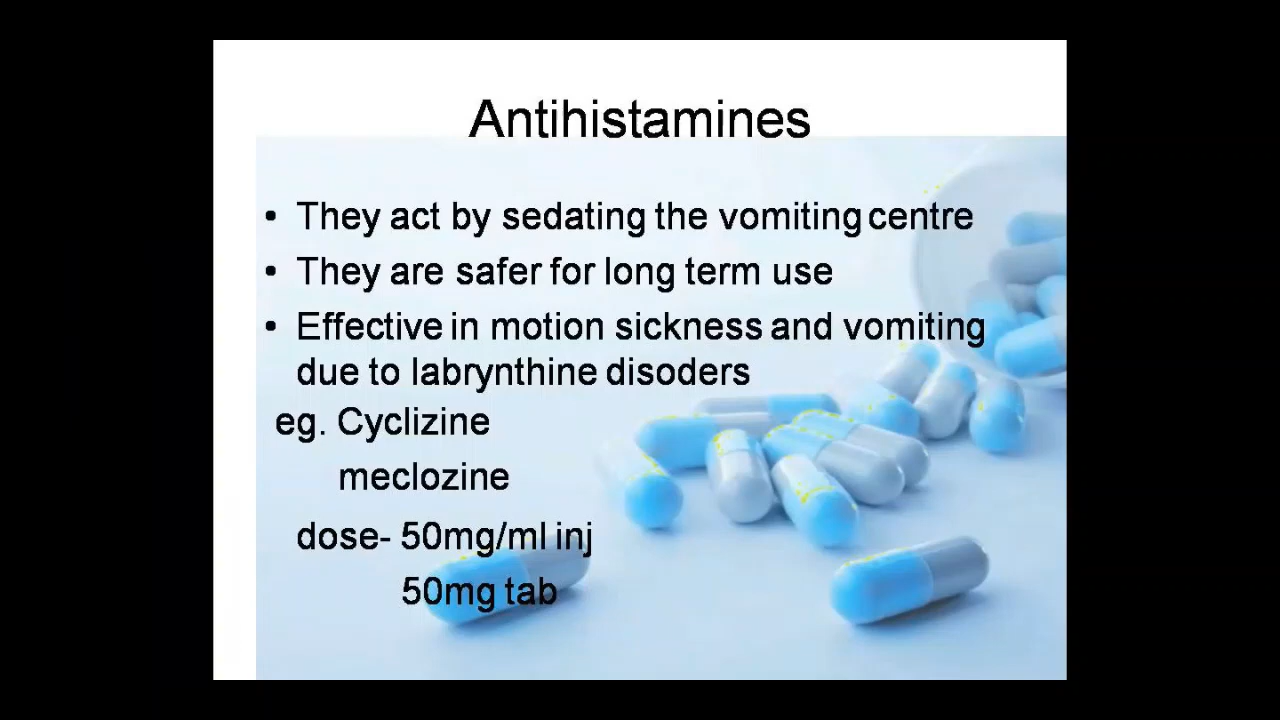 Antihistamines
• They act by sedating the vomiting centre
• They are safer for long term use
• Effective in motion sickness and vomiting
due to labrynthine disoders
eg. Cyclizine
meclozine
dose- 50mg/ml inj
50mg tab